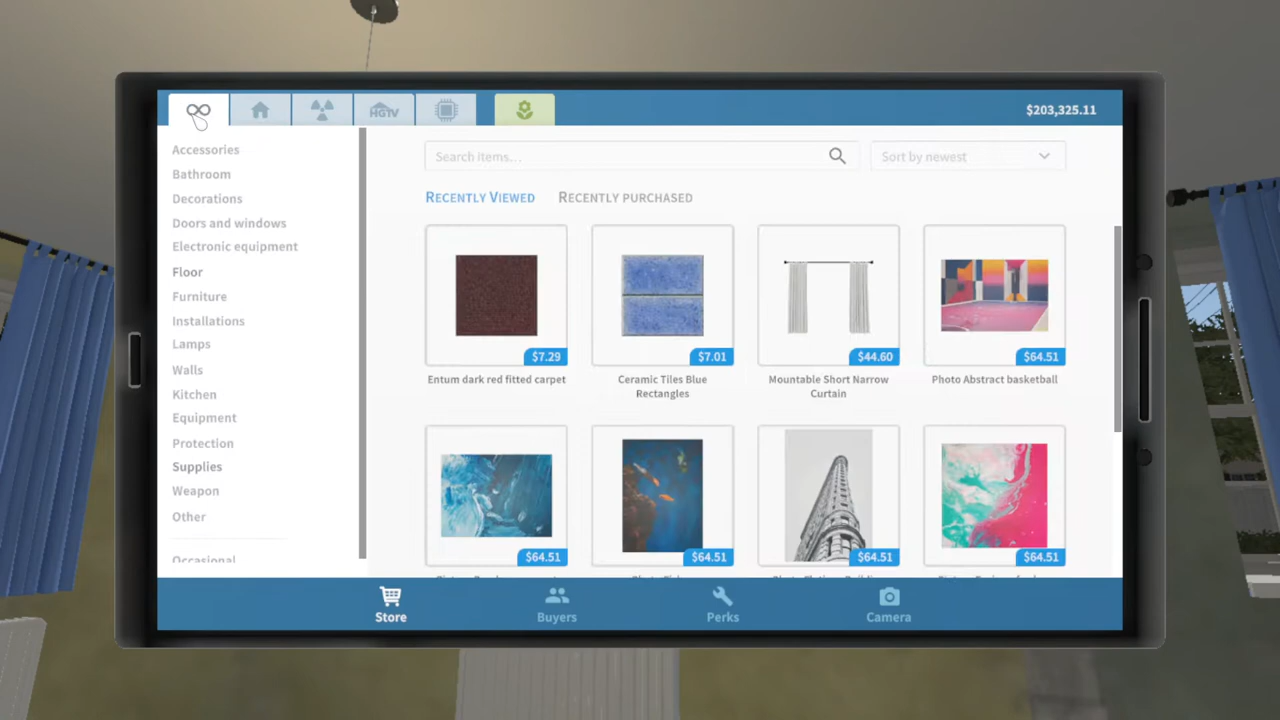 HGTV
$203,325.11
Accessories
Bathroom
Decorations
Doors and windows
Electronic equipment
Floor
Furniture
Installations
Lamps
Walls
Kitchen
Equipment
Protection
Supplies
Weapon
Other
Occasional
Search items...
Sort by newest
RECENTLY VIEWED
RECENTLY PURCHASED
$7.29
Entum dark red fitted carpet
$7.01
Ceramic Tiles Blue
Rectangles
$44.60
Mountable Short Narrow
Curtain
$64.51
Photo Abstract basketball
$64.51
$64.51
$64.51
$64.51
Store
Buyers
Perks
Camera